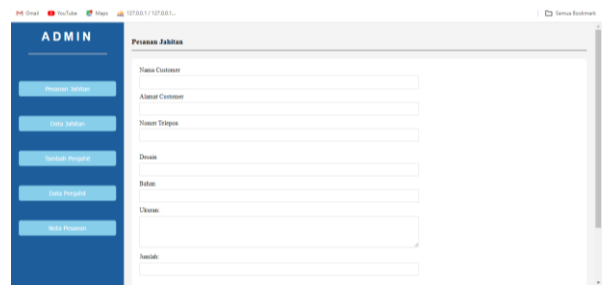 Gmail
YouTube
Maps
127.0.0.1 / 127.0.0.1...
Semua Bookmark
ADMIN
Pesanan Jahitan
Data Jahitan
Tambah Penjahit
Data Penjahit
Nota Pesanan
Pesanan Jahitan
Nama Customer
Alamat Customer
Nomor Telepon
Desain
Bahan
Ukuran:
Jumlah: